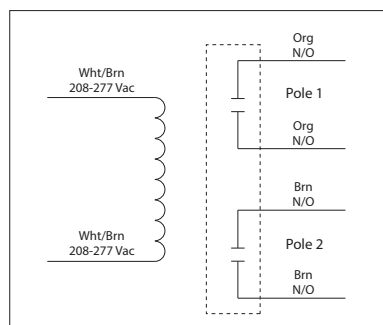 Wht/Brn
208-277 Vac
Wht/Brn
208-277 Vac
Org
N/O
Pole 1
Org
N/O
Brn
N/O
Pole 2
Brn
N/O